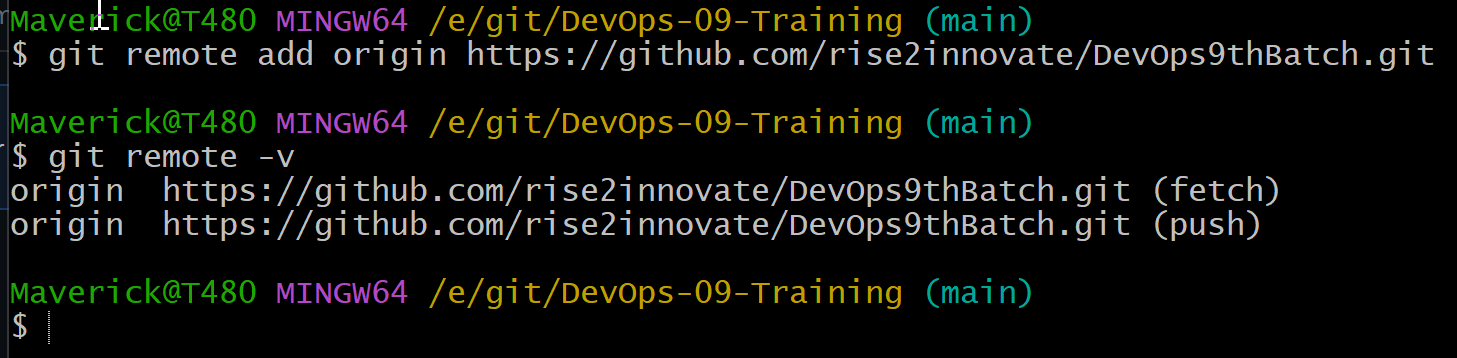 Maverick@T480 MINGW64 /e/git/DevOps-09-Training (main)
$ git remote add origin https://github.com/rise2innovate/DevOps9thBatch.git
Maverick@T480 MINGW64 /e/git/DevOps-09-Training (main)
$ git remote -v
origin  https://github.com/rise2innovate/DevOps9thBatch.git (fetch)
origin  https://github.com/rise2innovate/DevOps9thBatch.git (push)
Maverick@T480 MINGW64 /e/git/DevOps-09-Training (main)
$